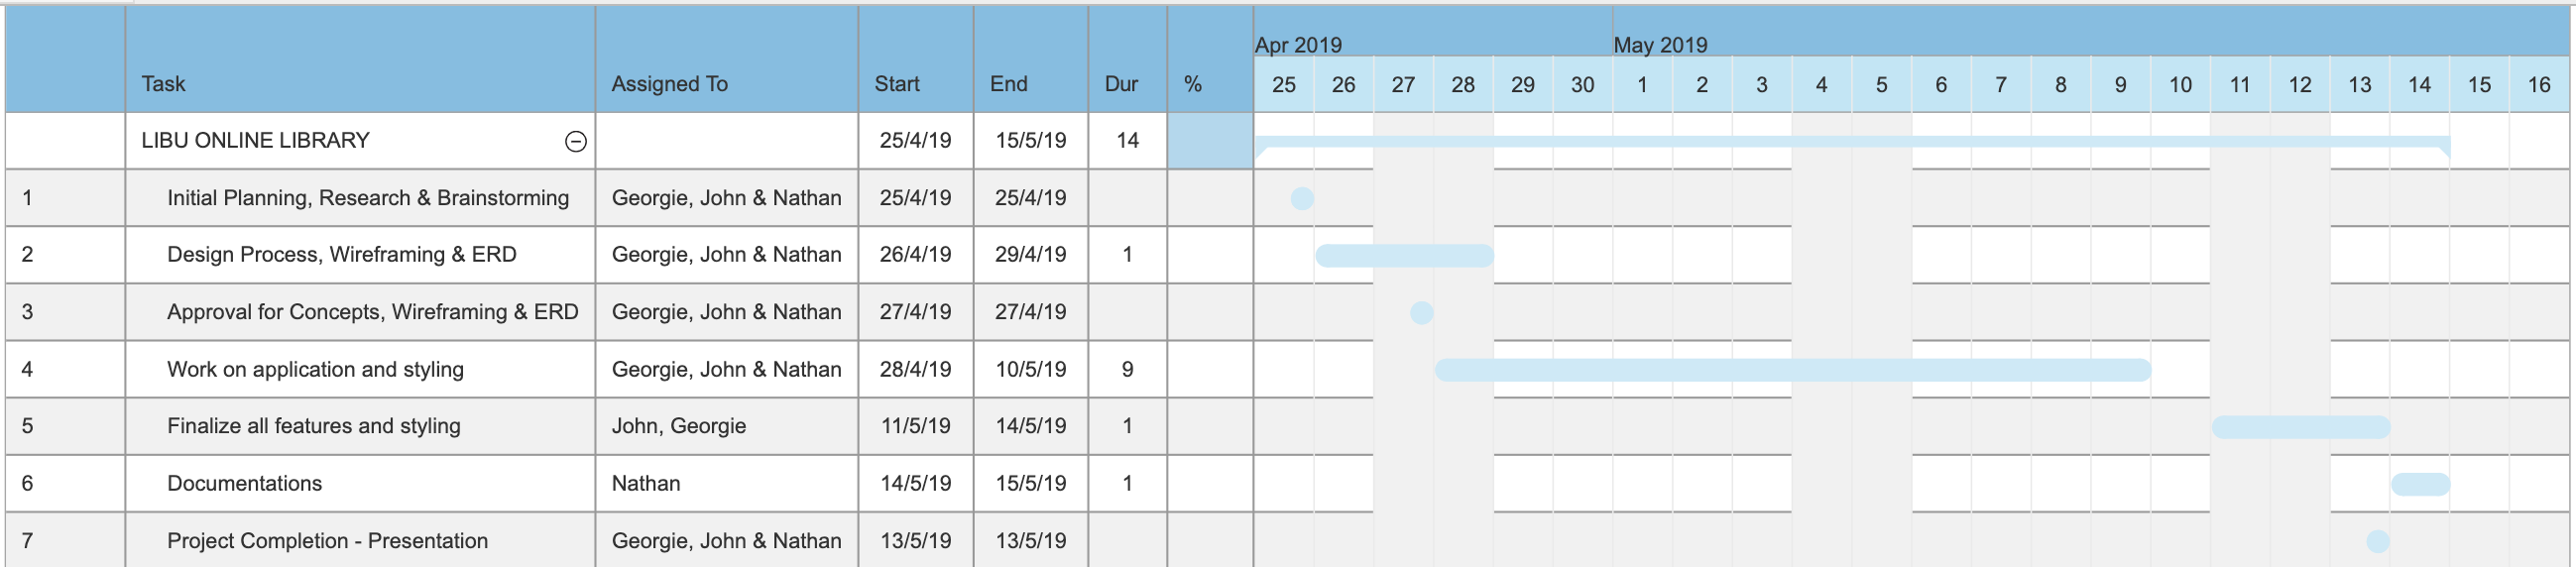 Apr 2019 May 2019
Task Assigned To Start End Dur % 25 26 27 28 29 30 1 2 3 4 5 6 7 8 9 10 11 12 13 14 15 16
LIBU ONLINE LIBRARY 25/4/19 15/5/19 14
1 Initial Planning, Research & Brainstorming Georgie, John & Nathan 25/4/19 25/4/19
2 Design Process, Wireframing & ERD Georgie, John & Nathan 26/4/19 29/4/19 1
3 Approval for Concepts, Wireframing & ERD Georgie, John & Nathan 27/4/19 27/4/19
4 Work on application and styling Georgie, John & Nathan 28/4/19 10/5/19 9
5 Finalize all features and styling John, Georgie 11/5/19 14/5/19 1
6 Documentations Nathan 14/5/19 15/5/19 1
7 Project Completion - Presentation Georgie, John & Nathan 13/5/19 13/5/19